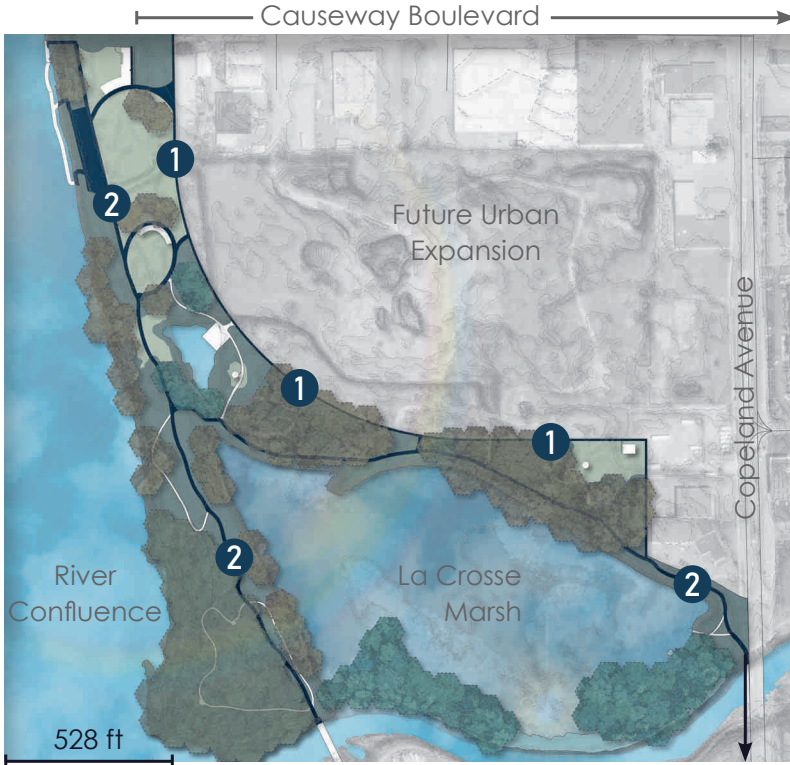 Causeway Boulevard
1
2
Future Urban
Expansion
Copeland Avenue
1
1
2
River
Confluence
La Crosse
Marsh
2
528 ft